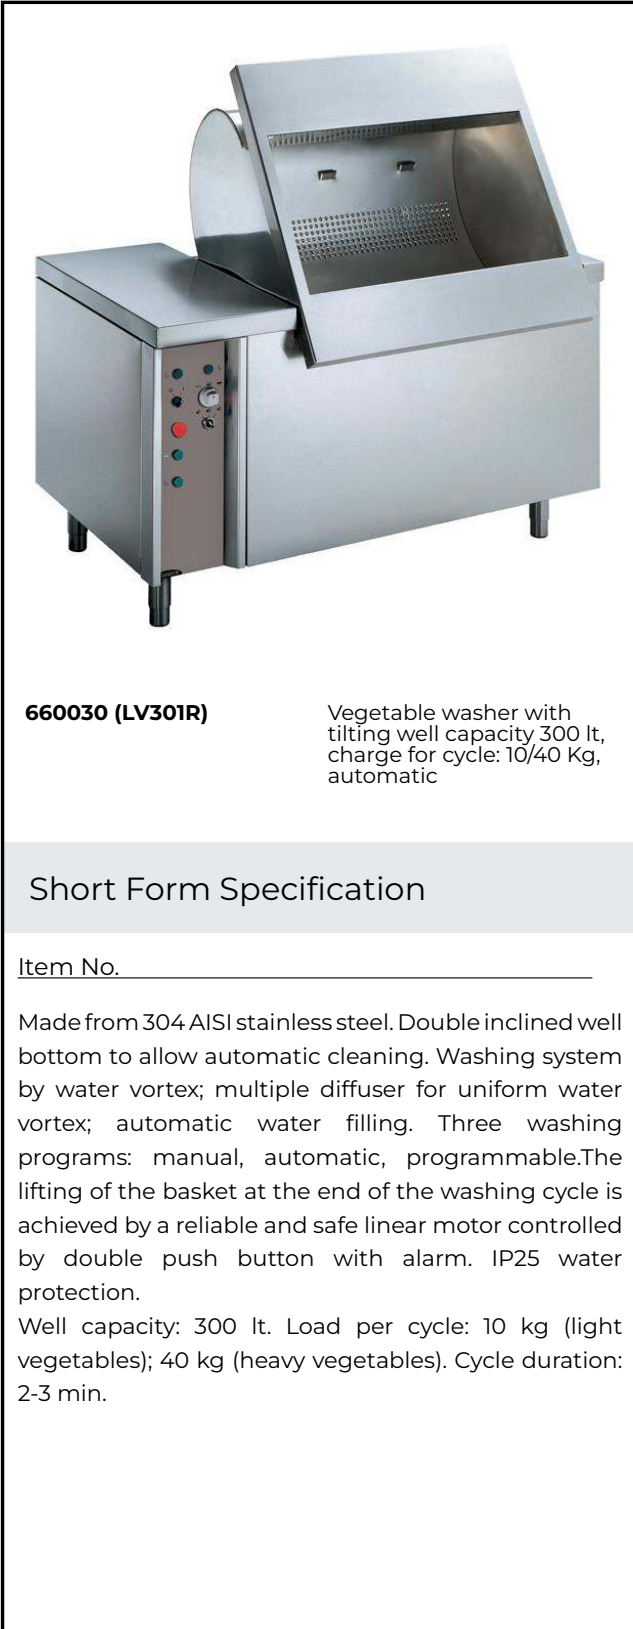 660030 (LV301R)
Vegetable washer with
tilting well capacity 300 lt,
charge for cycle: 10/40 Kg,
automatic
Short Form Specification
Item No.
Made from 304 AISI stainless steel. Double inclined well
bottom to allow automatic cleaning. Washing system
by water vortex; multiple diffuser for uniform water
vortex; automatic water filling. Three washing
programs: manual, automatic, programmable.The
lifting of the basket at the end of the washing cycle is
achieved by a reliable and safe linear motor controlled
by double push button with alarm. IP25 water
protection.
Well capacity: 300 lt. Load per cycle: 10 kg (light
vegetables); 40 kg (heavy vegetables). Cycle duration:
2-3 min.